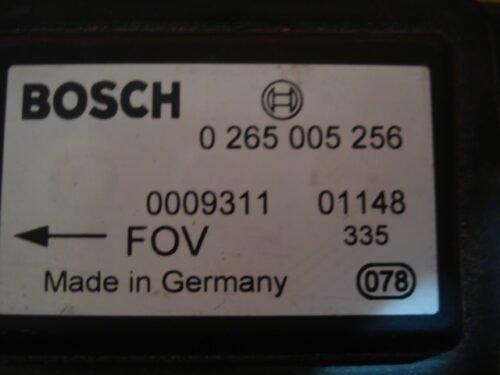 BOSCH
0 265 005 256
0009311 01148
FOV 335
Made in Germany 078